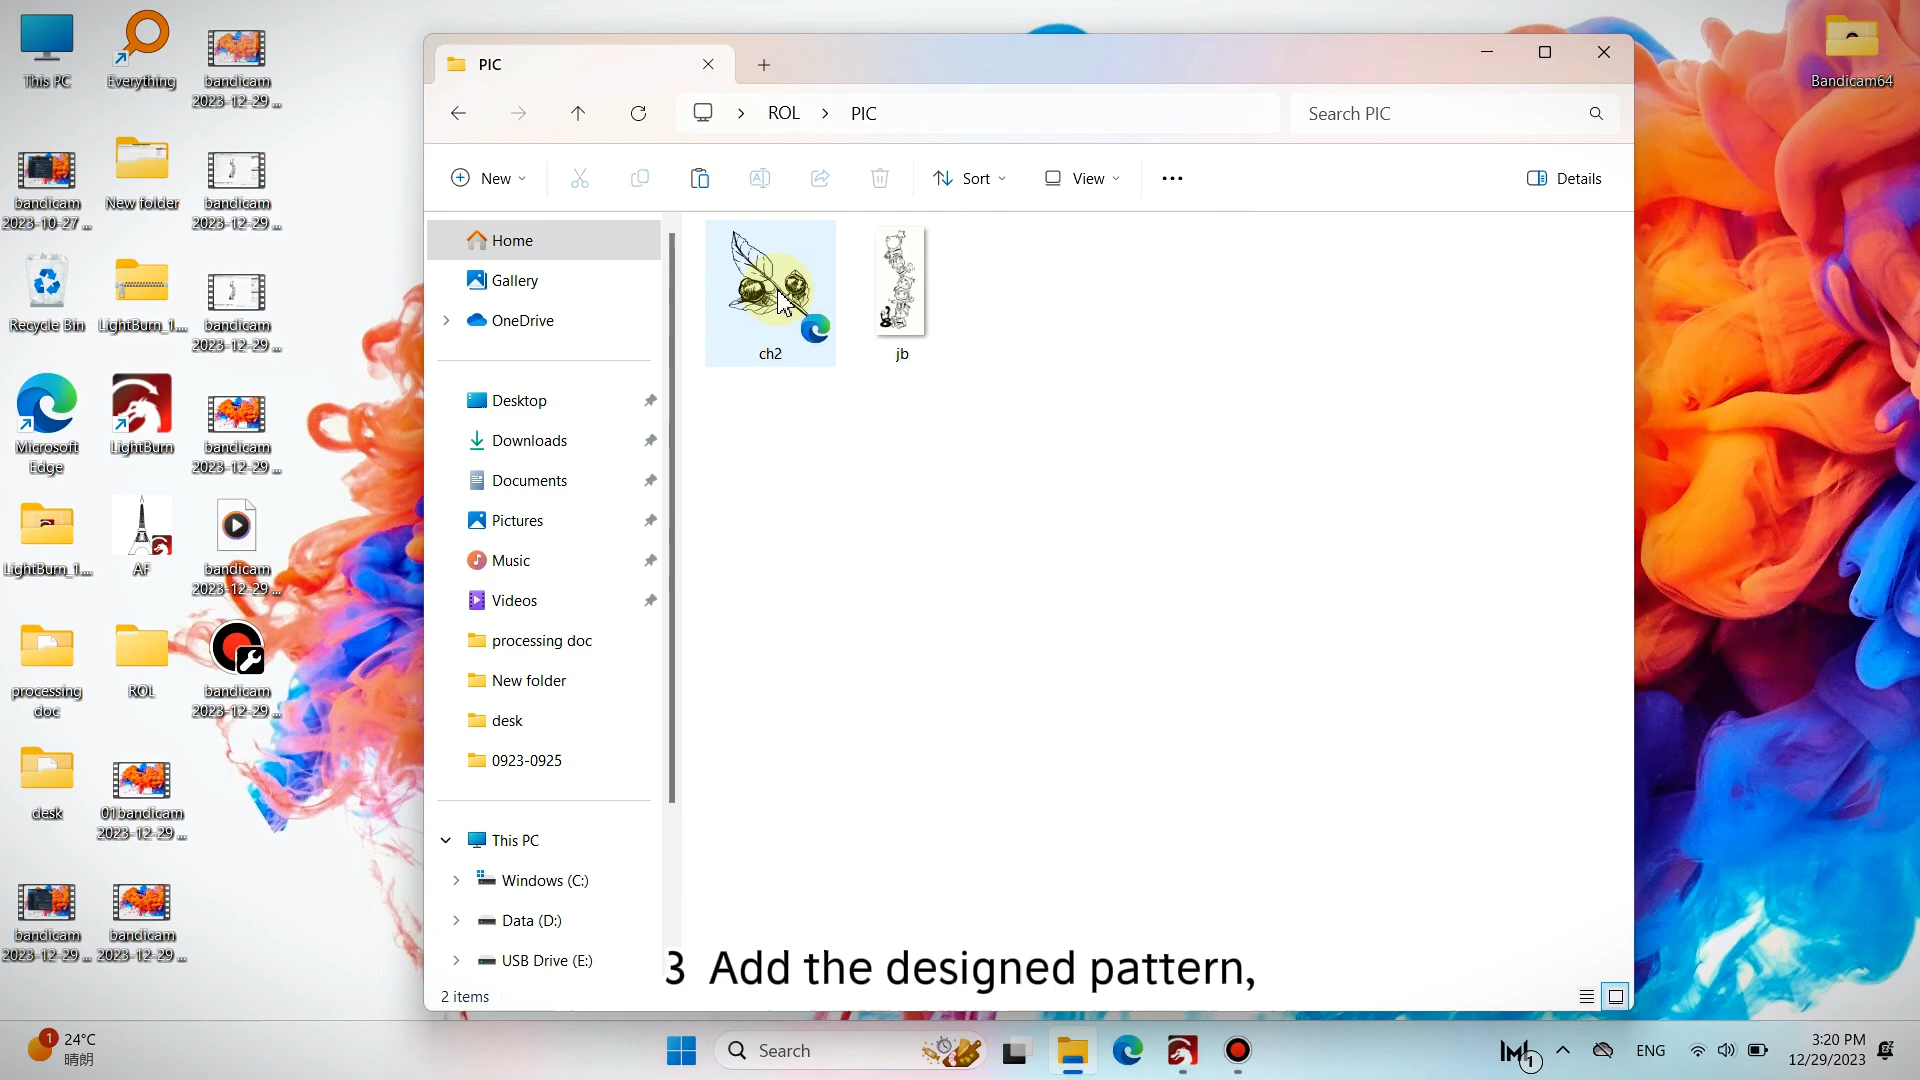 This PC
Everything
bandicam
2023-12-29 ...
bandicam
2023-10-27 ...
New folder
bandicam
2023-12-29 ...
Recycle Bin
LightBurn_1....
bandicam
2023-12-29 ...
Microsoft
Edge
LightBurn
bandicam
2023-12-29 ...
LightBurn_1....
AF
bandicam
2023-12-29 ...
processing
doc
ROL
bandicam
2023-12-29 ...
desk
01bandicam
2023-12-29 ...
bandicam
2023-12-29 ...
bandicam
2023-12-29 ...
PIC
ROL
PIC
Search PIC
New
Sort
View
Details
Home
Gallery
OneDrive
Desktop
Downloads
Documents
Pictures
Music
Videos
processing doc
New folder
desk
0923-0925
This PC
Windows (C:)
Data (D:)
USB Drive (E:)
2 items
ch2
jb
3 Add the designed pattern,
Bandicam64
1
24°C
晴朗
Search
1
ENG
3:20 PM
12/29/2023